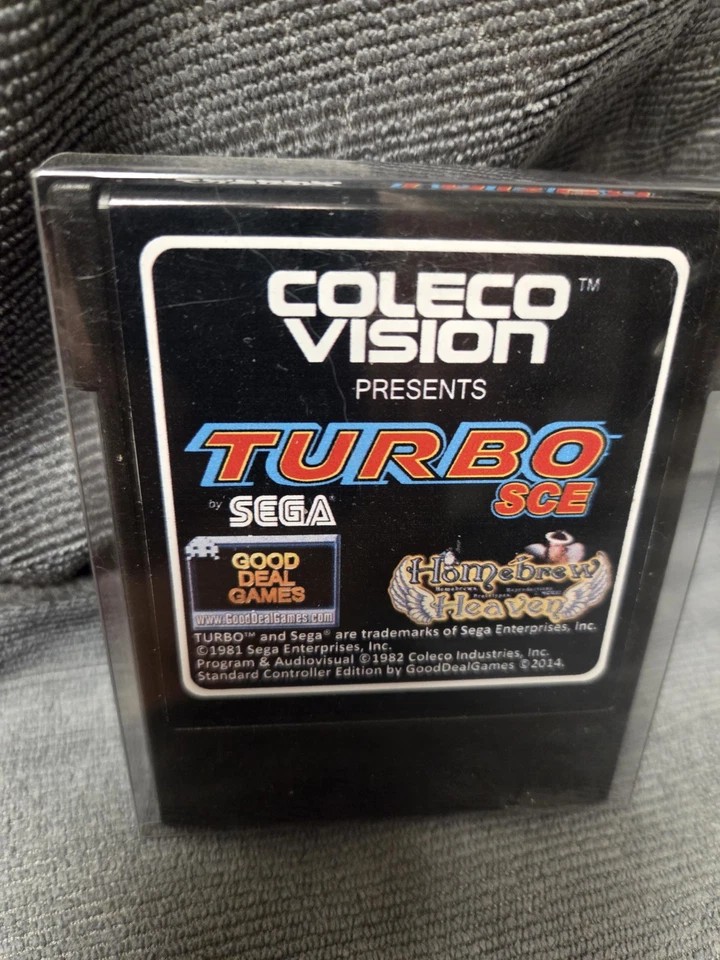 COLECO™
VISION
PRESENTS
TURBO
SCE
by SEGA
GOOD
DEAL
GAMES
www.GoodDealGames.com
Homebrew
Heaven
TURBO™ and Sega® are trademarks of Sega Enterprises, Inc.
©1981 Sega Enterprises, Inc.
Program & Audiovisual ©1982 Coleco Industries, Inc.
Standard Controller Edition by GoodDealGames ©2014.